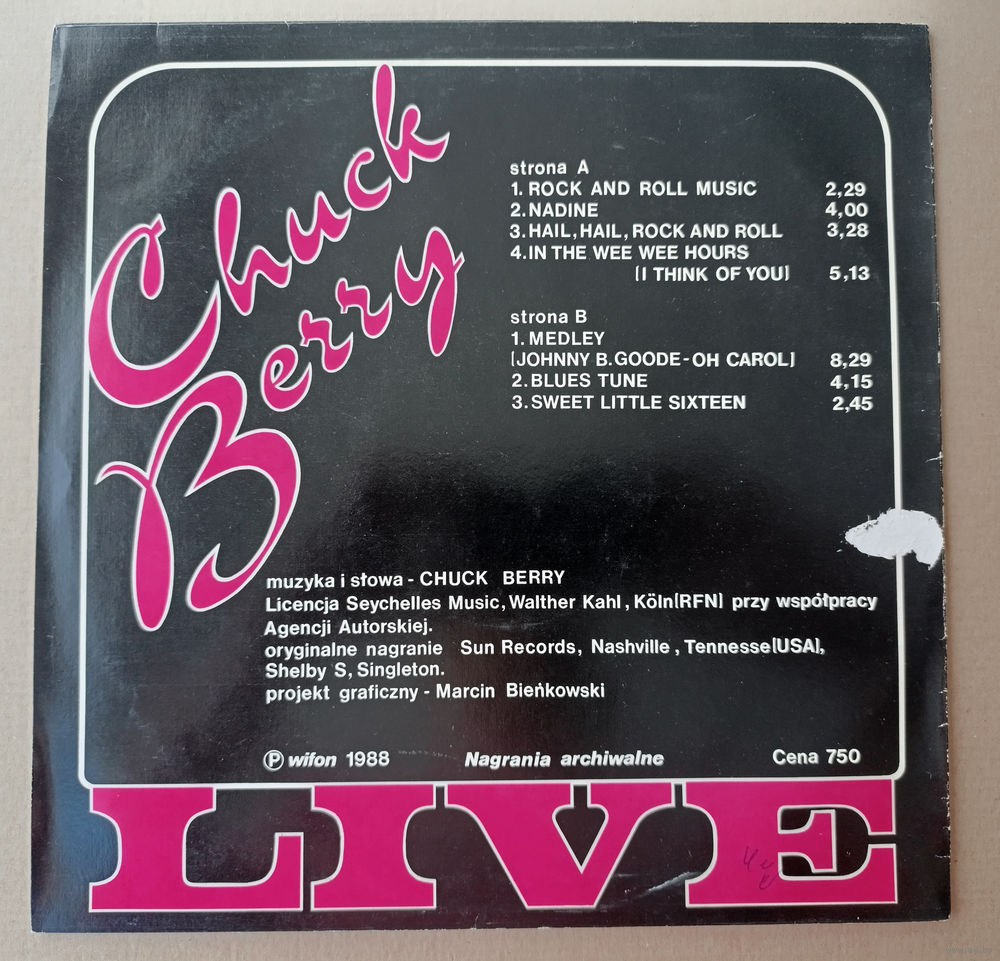 Chuck
Berry
strona A
1. ROCK AND ROLL MUSIC 2,29
2. NADINE 4,00
3. HAIL, HAIL, ROCK AND ROLL 3,28
4. IN THE WEE WEE HOURS
[I THINK OF YOU] 5,13
strona B
1. MEDLEY
[JOHNNY B. GOODE - OH CAROL] 8,29
2. BLUES TUNE 4,15
3. SWEET LITTLE SIXTEEN 2,45
muzyka i słowa - CHUCK BERRY
Licencja Seychelles Music, Walther Kahl, Köln[RFN] przy współpracy
Agencji Autorskiej.
oryginalne nagranie Sun Records, Nashville, Tennesse[USA],
Shelby S, Singleton.
projekt graficzny - Marcin Bieńkowski
Ⓟ wifon 1988 Nagrania archiwalne Cena 750
LIVE